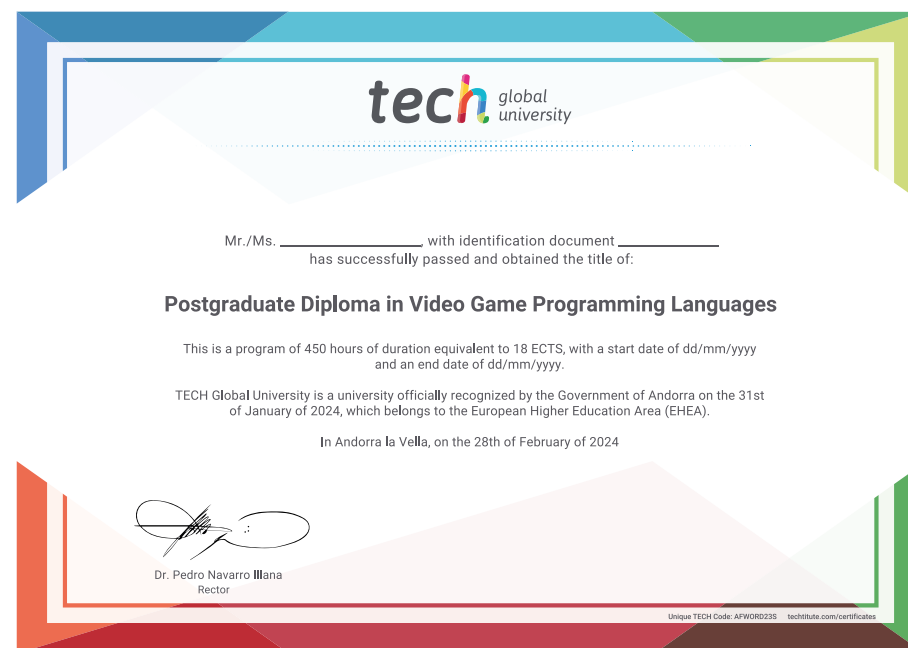 tech global
university
Mr./Ms. ____________________, with identification document ______________
has successfully passed and obtained the title of:
Postgraduate Diploma in Video Game Programming Languages
This is a program of 450 hours of duration equivalent to 18 ECTS, with a start date of dd/mm/yyyy
and an end date of dd/mm/yyyy.
TECH Global University is a university officially recognized by the Government of Andorra on the 31st
of January of 2024, which belongs to the European Higher Education Area (EHEA).
In Andorra la Vella, on the 28th of February of 2024
Dr. Pedro Navarro Illana
Rector
Unique TECH Code: AFWORD23S techtitute.com/certificates